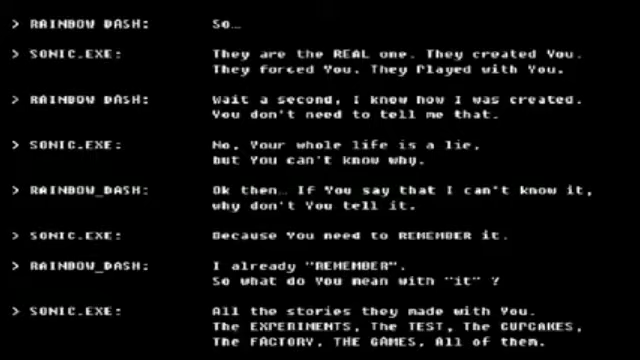 > RAINBOW DASH: So…
> SONIC.EXE: They are the REAL one. They created You.
They forced You. They Played with You.
> RAINBOW DASH: Wait a second, I know how I was created.
You don't need to tell me that.
> SONIC.EXE: No, Your whole life is a lie,
but You can't know why.
> RAINBOW_DASH: Ok then… If You say that I can't know it,
why don't You tell it.
> SONIC.EXE: Because You need to REMEMBER it.
> RAINBOW_DASH: I already "REMEMBER".
So what do You mean with "it" ?
> SONIC.EXE: All the stories they made with You.
The EXPERIMENTS, The TEST, The CUPCAKES,
The FACTORY, THE GAMES, All of them.